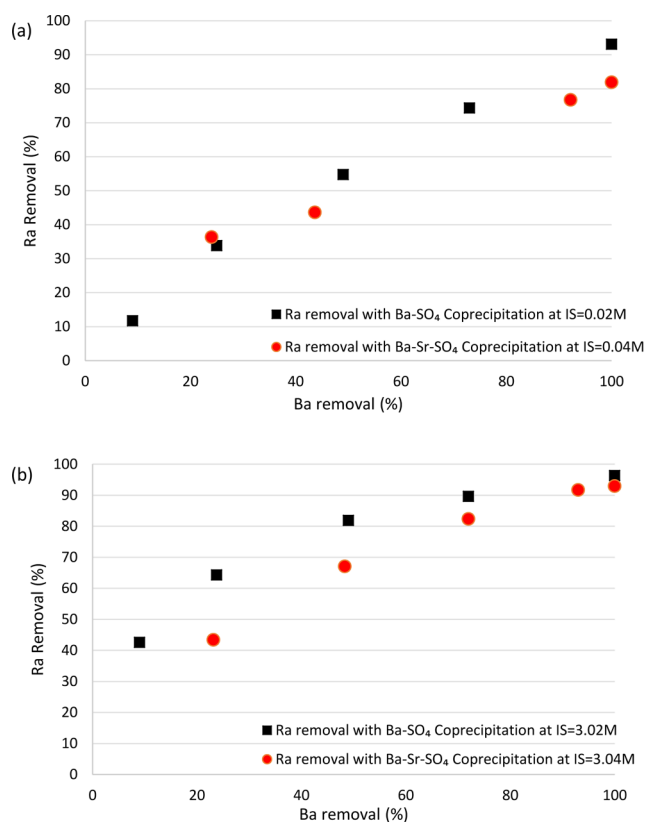 (a)
100
90
80
70
60
50
40
30
20
10
0
Ra Removal (%)
Ra removal with Ba-SO₄ Coprecipitation at IS=0.02M
Ra removal with Ba-Sr-SO₄ Coprecipitation at IS=0.04M
0 20 40 60 80 100
Ba removal (%)
(b)
100
90
80
70
60
50
40
30
20
10
0
Ra Removal (%)
Ra removal with Ba-SO₄ Coprecipitation at IS=3.02M
Ra removal with Ba-Sr-SO₄ Coprecipitation at IS=3.04M
0 20 40 60 80 100
Ba removal (%)